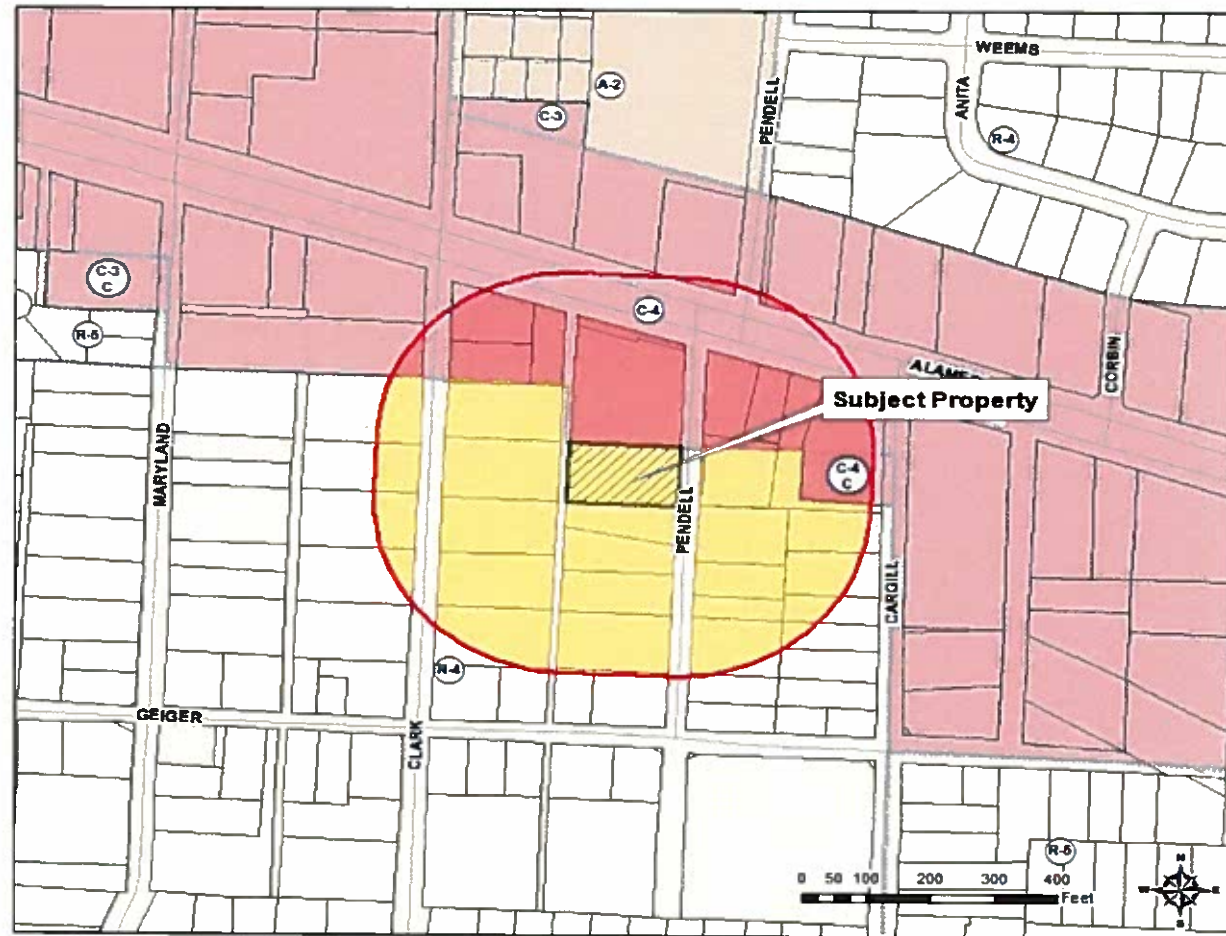 WEEMS
A-2
ANITA
PENDELL
C-3
R-4
C-3
C
C-4
R-5
CORBIN
Subject Property
MARYLAND
C-4
C
PENDELL
CARGILL
R-4
GEIGER
CLARK
R-5
N
W E
S
0 50 100 200 300 400
Feet